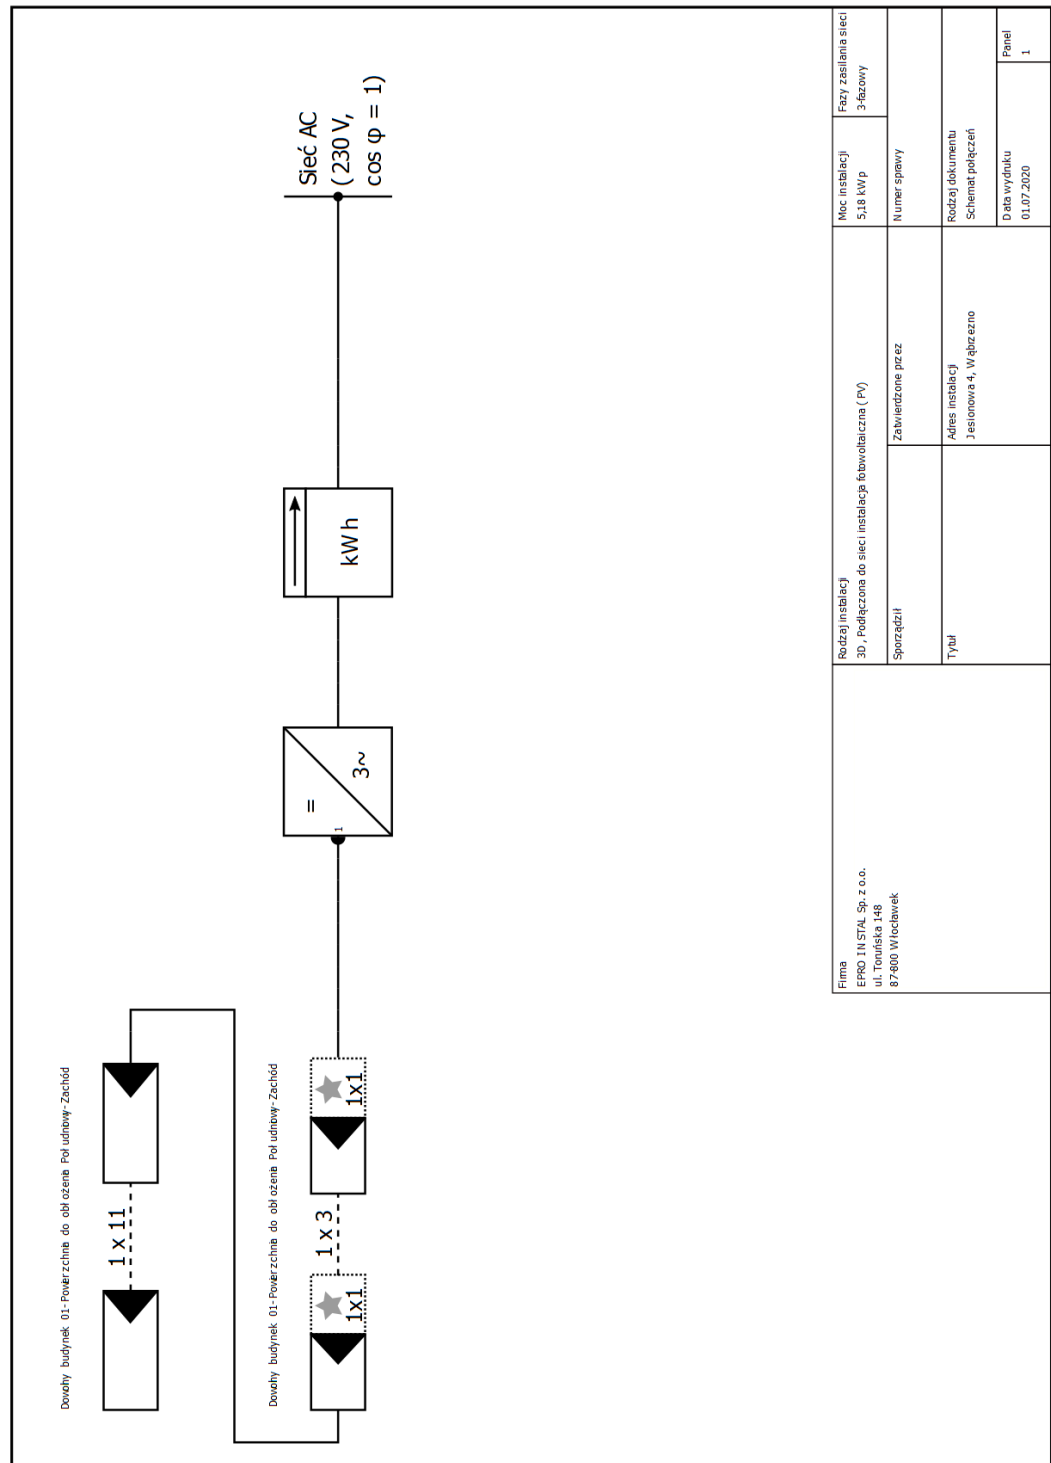 Dowolny budynek 01-Powierzchnia do obłożenia Południowy-Zachód
1 x 11
Dowolny budynek 01-Powierzchnia do obłożenia Południowy-Zachód
1x1
1 x 3
1x1
1
=
3~
kWh
Sieć AC
(230 V,
cos φ = 1)
Firma
EPRO INSTAL Sp. z o.o.
ul. Toruńska 148
87-800 Włocławek
Rodzaj instalacji
3D, Podłączona do sieci instalacja fotowoltaiczna (PV)
Moc instalacji
5,18 kWp
Fazy zasilania sieci
3-fazowy
Sporządził
Zatwierdzone przez
Numer sprawy
Tytuł
Adres instalacji
Jesionowa 4, Wąbrzezno
Rodzaj dokumentu
Schemat połączeń
Data wydruku
01.07.2020
Panel
1